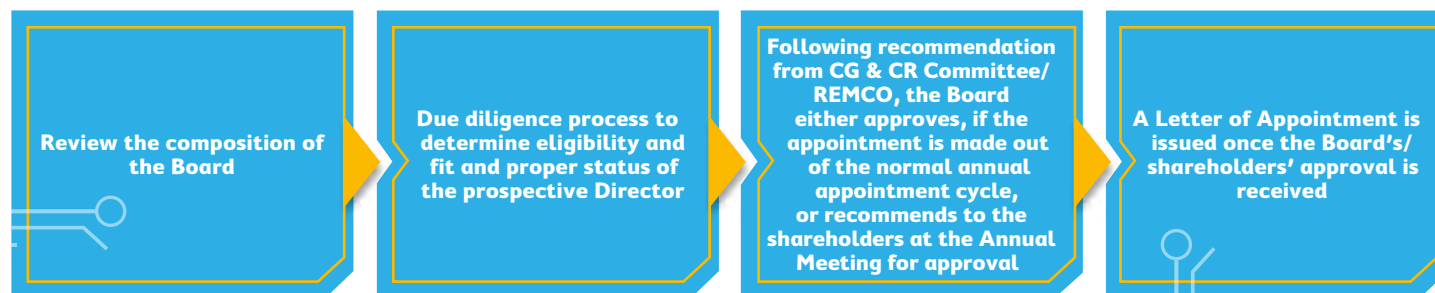 Review the composition of
the Board
Due diligence process to
determine eligibility and
fit and proper status of
the prospective Director
Following recommendation
from CG & CR Committee/
REMCO, the Board
either approves, if the
appointment is made out
of the normal annual
appointment cycle,
or recommends to the
shareholders at the Annual
Meeting for approval
A Letter of Appointment is
issued once the Board's/
shareholders' approval is
received